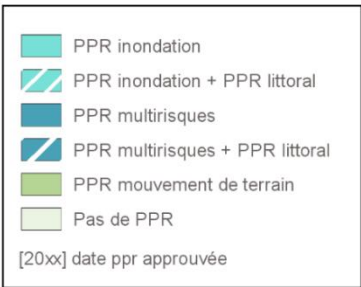 PPR inondation
PPR inondation + PPR littoral
PPR multirisques
PPR multirisques + PPR littoral
PPR mouvement de terrain
Pas de PPR
[20xx] date ppr approuvée